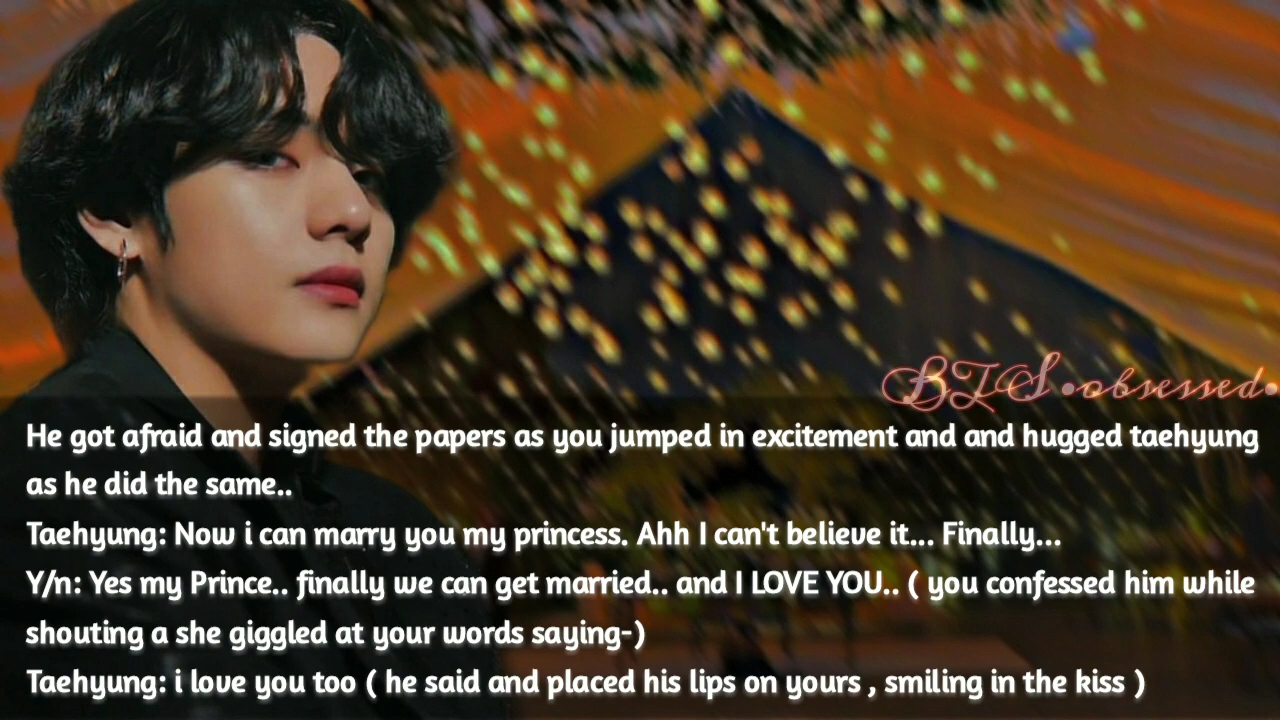 BTS•obsessed•
He got afraid and signed the papers as you jumped in excitement and and hugged taehyung
as he did the same..
Taehyung: Now i can marry you my princess. Ahh I can't believe it... Finally...
Y/n: Yes my Prince.. finally we can get married.. and I LOVE YOU.. ( you confessed him while
shouting a she giggled at your words saying-)
Taehyung: i love you too ( he said and placed his lips on yours , smiling in the kiss )